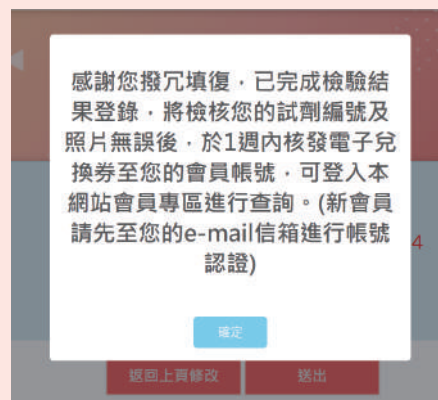 感謝您撥冗填復，已完成檢驗結
果登錄，將檢核您的試劑編號及
照片無誤後，於1週內核發電子兌
換券至您的會員帳號，可登入本
網站會員專區進行查詢。(新會員
請先至您的e-mail信箱進行帳號
認證)
4
確定
返回上頁修改
送出